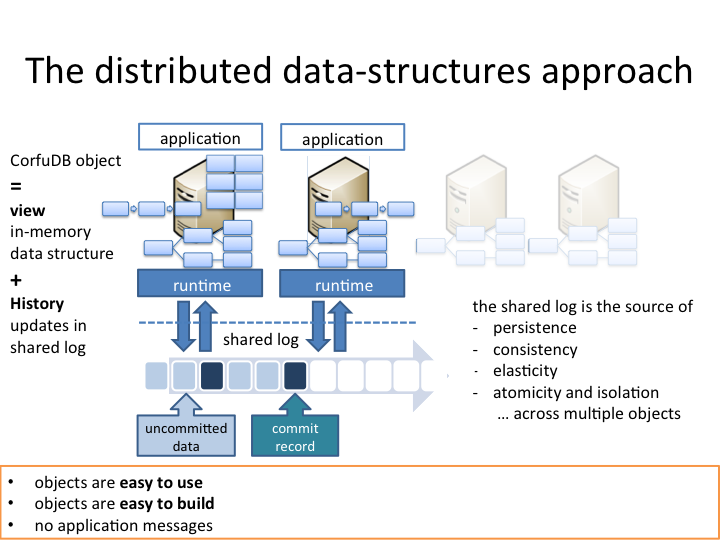 The distributed data-structures approach
application
application
CorfuDB object
=
view
in-memory
data structure
+
History
updates in
shared log
runtime
runtime
shared log
the shared log is the source of
- persistence
- consistency
- elasticity
- atomicity and isolation
... across multiple objects
uncommitted
data
commit
record
• objects are easy to use
• objects are easy to build
• no application messages